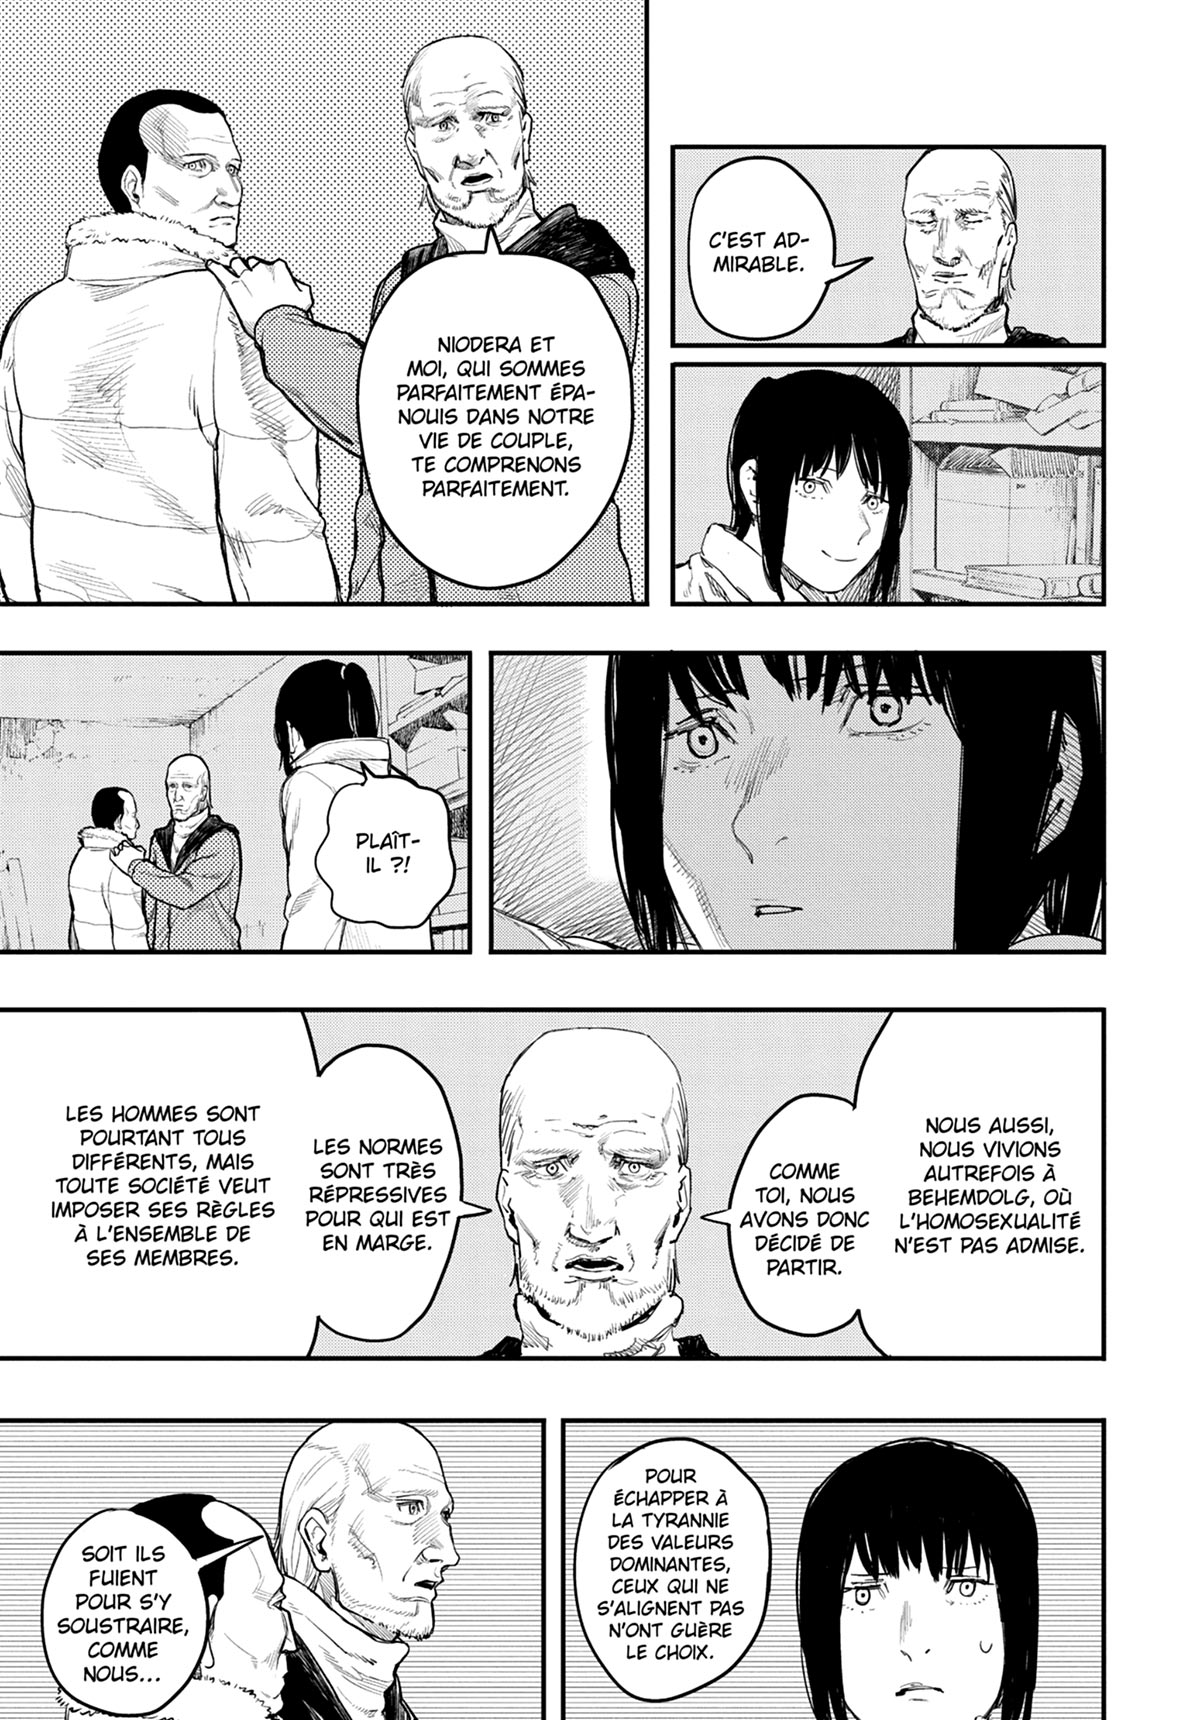 C'EST AD-
MIRABLE.
NIODERA ET
MOI, QUI SOMMES
PARFAITEMENT ÉPA-
NOUIS DANS NOTRE
VIE DE COUPLE,
TE COMPRENONS
PARFAITEMENT.
PLAÎT-
IL ?!
NOUS AUSSI,
NOUS VIVIONS
AUTREFOIS À
BEHEMDOLG, OÙ
L'HOMOSEXUALITÉ
N'EST PAS ADMISE.
COMME
TOI, NOUS
AVONS DONC
DÉCIDÉ DE
PARTIR.
LES NORMES
SONT TRÈS
RÉPRESSIVES
POUR QUI EST
EN MARGE.
LES HOMMES SONT
POURTANT TOUS
DIFFÉRENTS, MAIS
TOUTE SOCIÉTÉ VEUT
IMPOSER SES RÈGLES
À L'ENSEMBLE DE
SES MEMBRES.
POUR
ÉCHAPPER À
LA TYRANNIE
DES VALEURS
DOMINANTES,
CEUX QUI NE
S'ALIGNENT PAS
N'ONT GUÈRE
LE CHOIX.
SOIT ILS
FUIENT
POUR S'Y
SOUSTRAIRE,
COMME
NOUS...